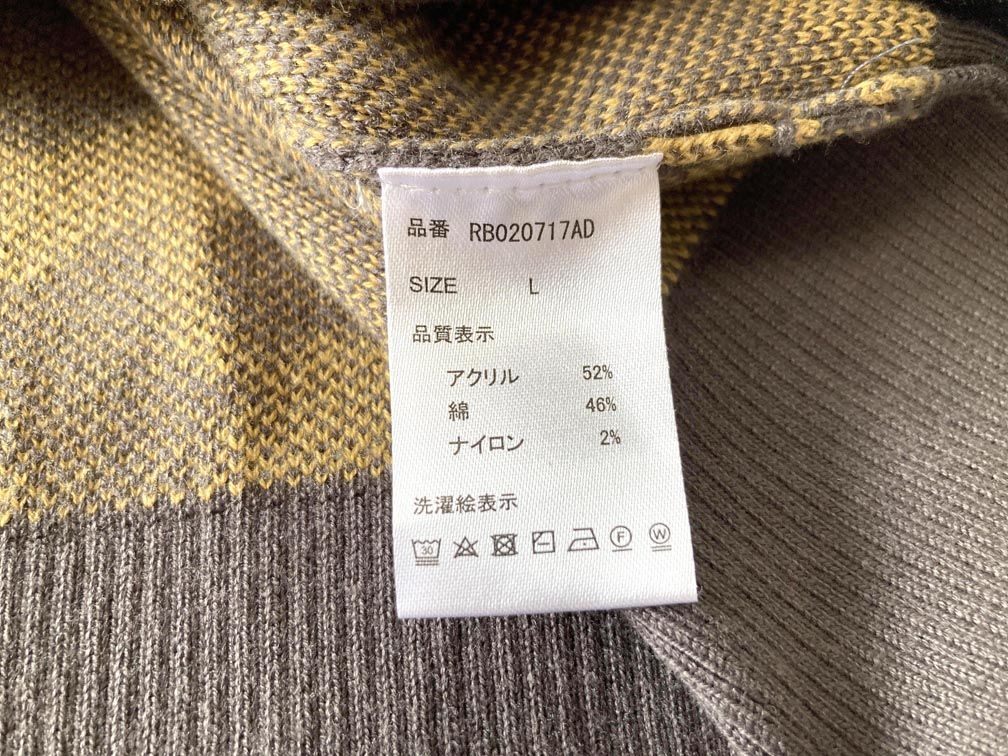 品番 RB020717AD
SIZE L
品質表示
アクリル 52%
綿 46%
ナイロン 2%
洗濯絵表示
30 F W